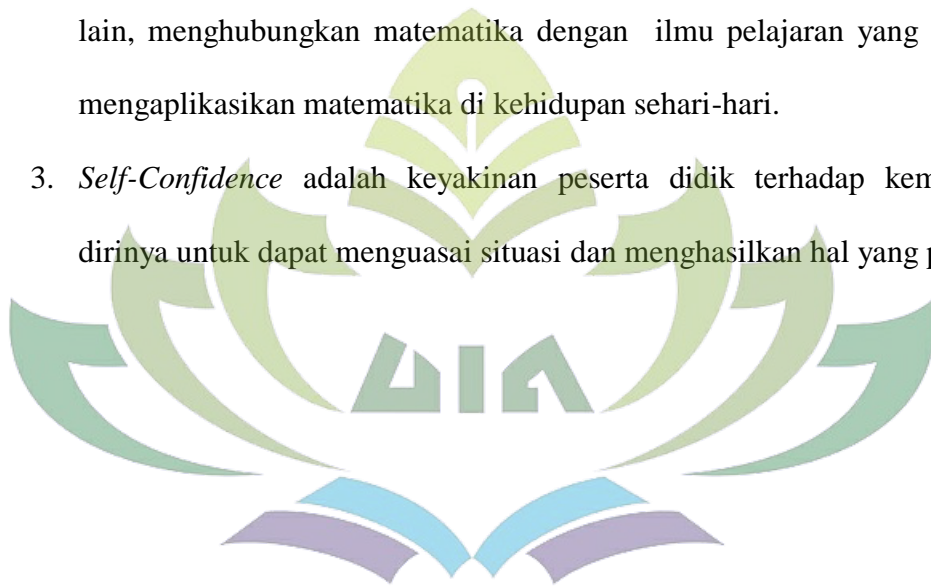 lain, menghubungkan matematika dengan ilmu pelajaran yang
mengaplikasikan matematika di kehidupan sehari-hari.
3. Self-Confidence adalah keyakinan peserta didik terhadap
dirinya untuk dapat menguasai situasi dan menghasilkan hal yang
UIN